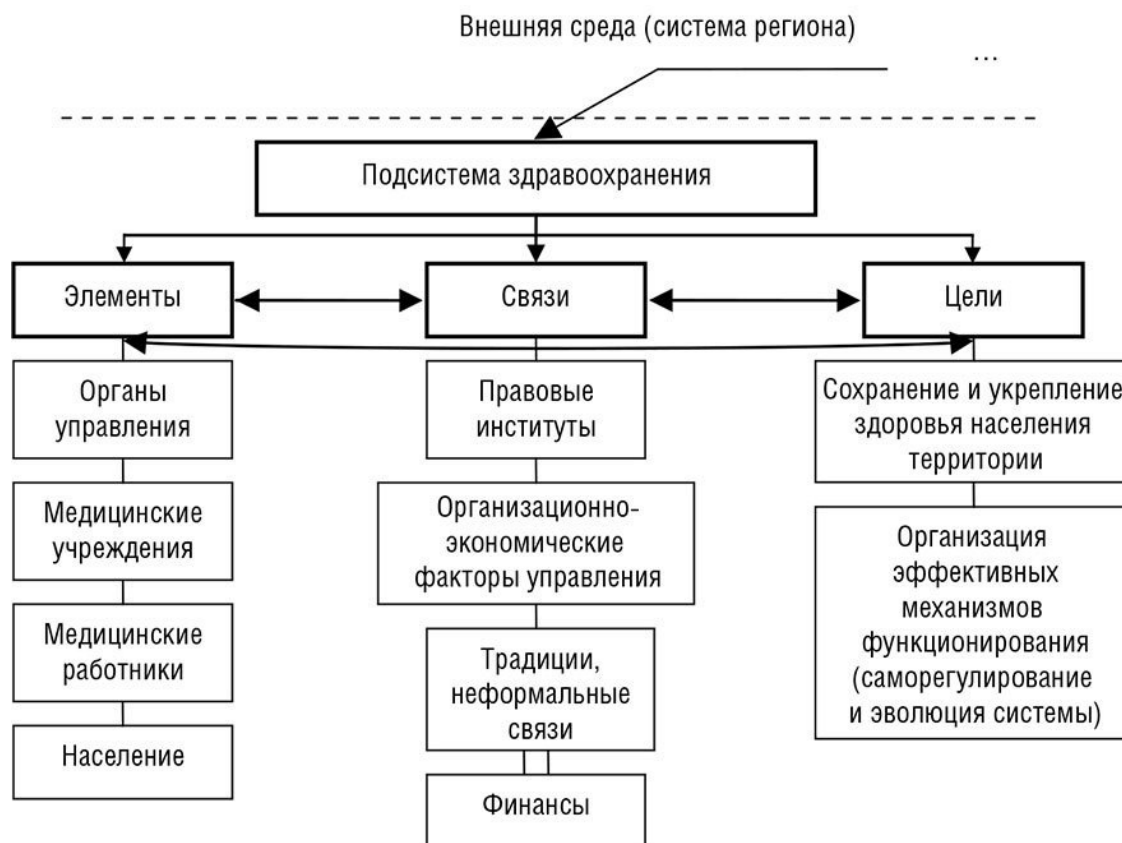 Внешняя среда (система региона)
...
Подсистема здравоохранения
Элементы
Связи
Цели
Органы
управления
Медицинские
учреждения
Медицинские
работники
Население
Правовые
институты
Организационно-
экономические
факторы управления
Традиции,
неформальные
связи
Финансы
Сохранение и укрепление
здоровья населения
территории
Организация
эффективных
механизмов
функционирования
(саморегулирование
и эволюция системы)